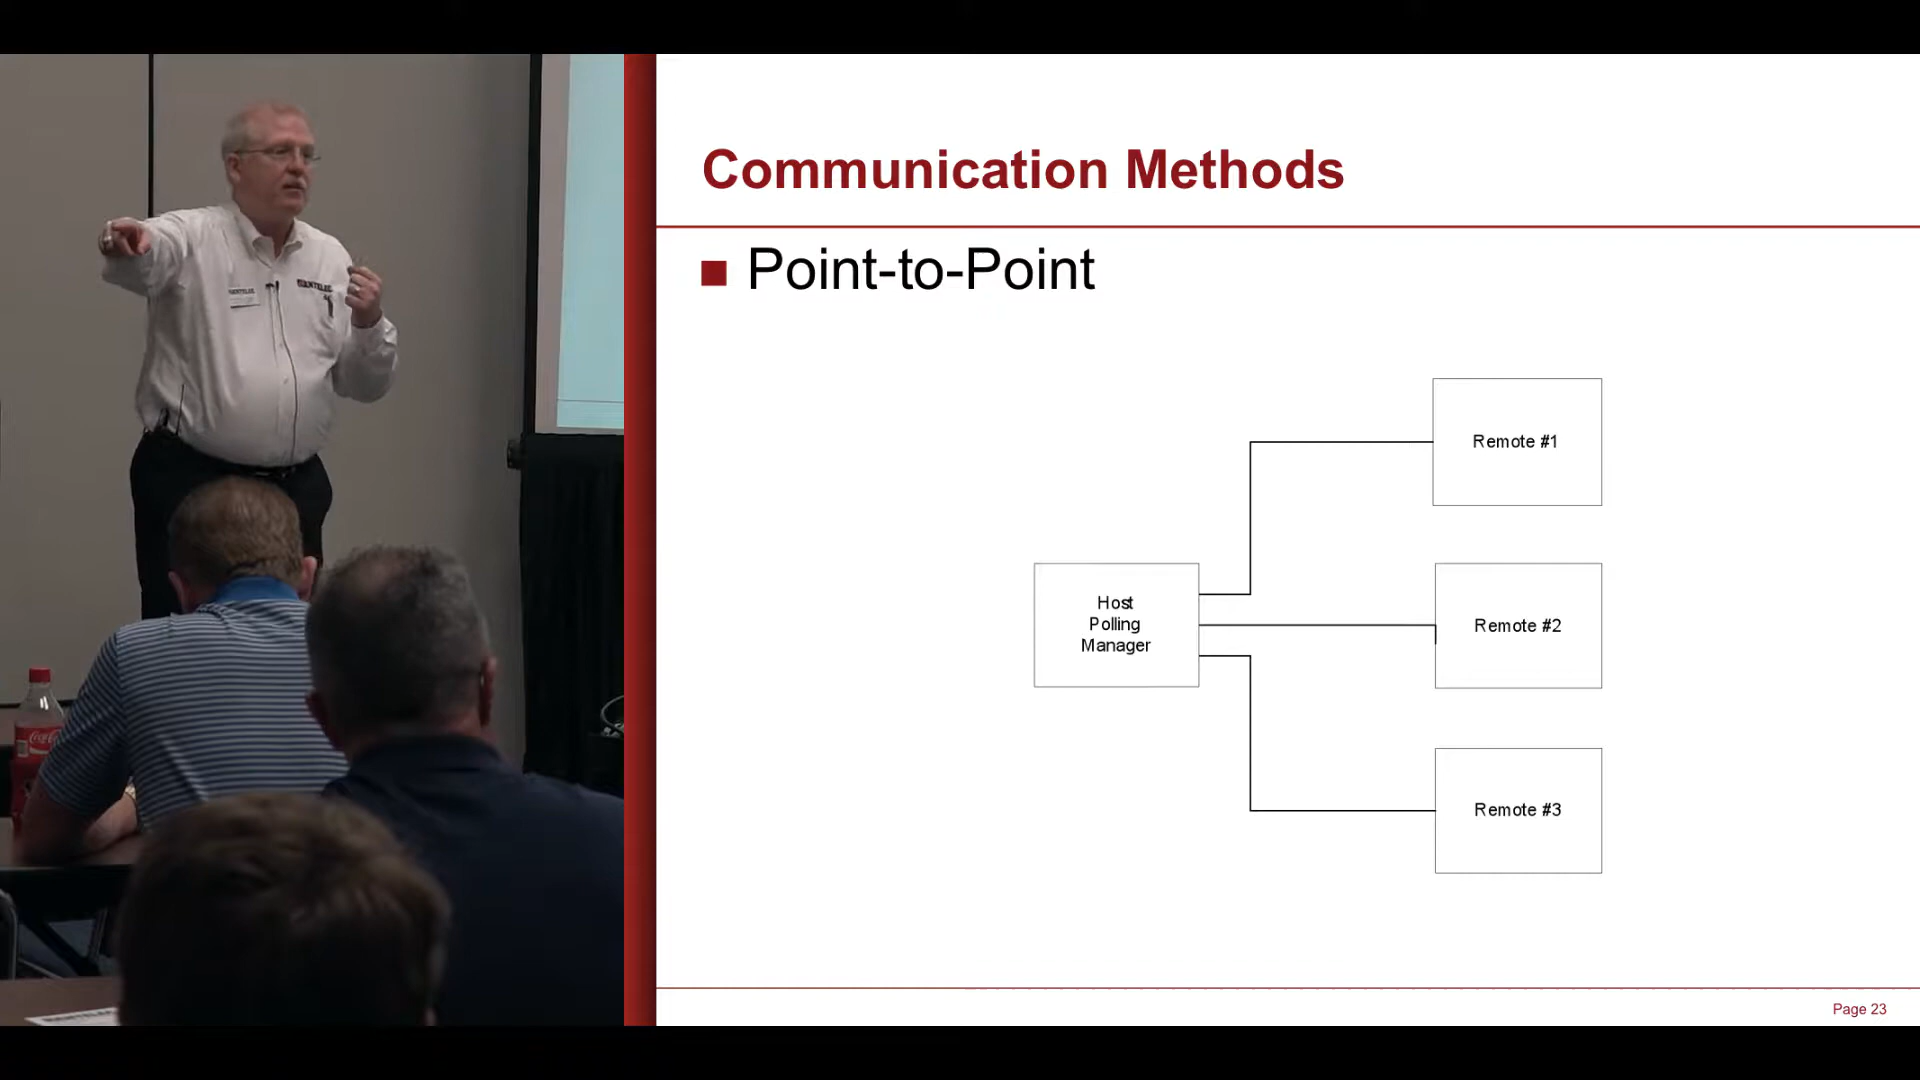 Communication Methods
Point-to-Point
Remote #1
Host
Polling
Manager
Remote #2
Remote #3
Page 23